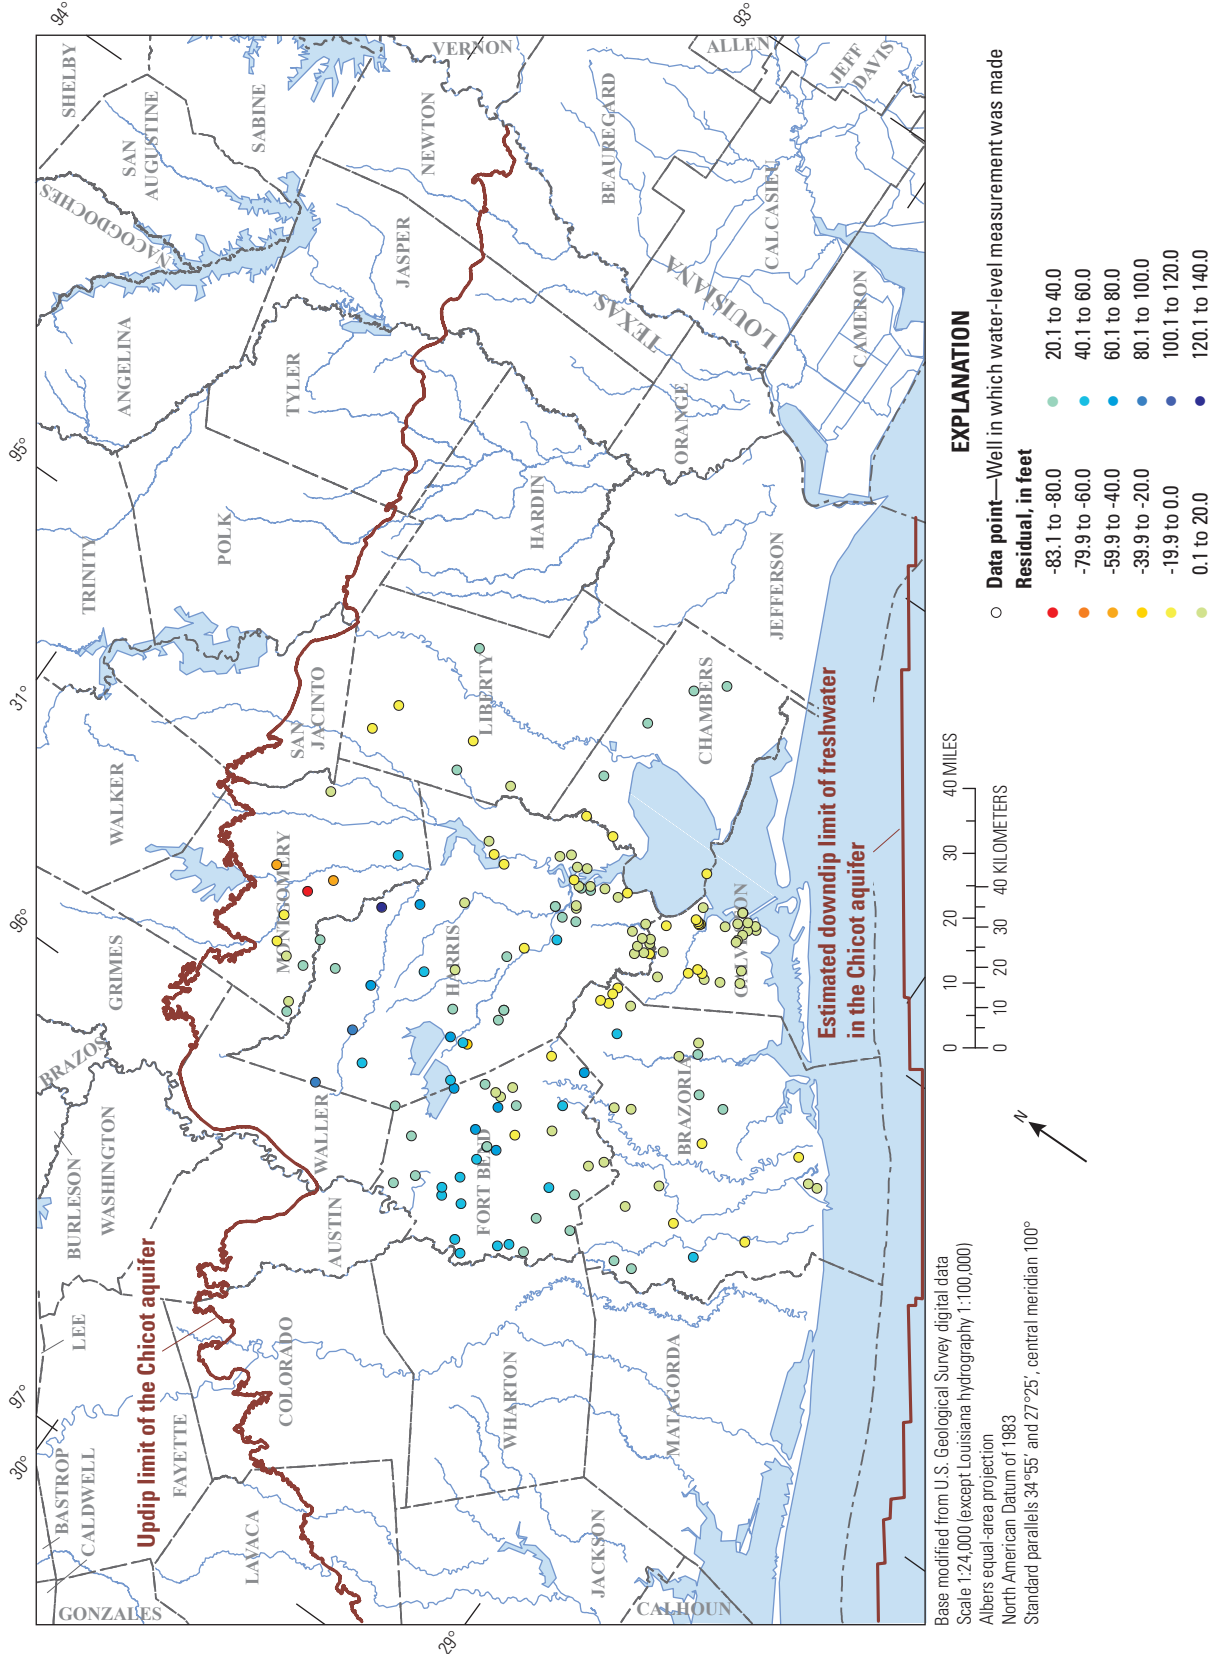 94°
93°
95°
31°
96°
97°
30°
29°
SHELBY
SAN
AUGUSTINE
SABINE
VERNON
ALLEN
JEFF
DAVIS
NACOGDOCHES
NEWTON
BEAUREGARD
CALCASIEU
JASPER
ANGELINA
TYLER
TEXAS
LOUISIANA
CAMERON
ORANGE
TRINITY
POLK
HARDIN
JEFFERSON
WALKER
SAN
JACINTO
LIBERTY
CHAMBERS
GRIMES
MONTGOMERY
HARRIS
GALVESTON
BRAZOS
BURLESON
WASHINGTON
WALLER
AUSTIN
FORT BEND
BRAZORIA
LEE
BASTROP
CALDWELL
FAYETTE
COLORADO
WHARTON
MATAGORDA
GONZALES
LAVACA
JACKSON
CALHOUN
Updip limit of the Chicot aquifer
Estimated downdip limit of freshwater
in the Chicot aquifer
0 10 20 30 40 MILES
0 10 20 30 40 KILOMETERS
N
EXPLANATION
Data point—Well in which water-level measurement was made
Residual, in feet
-83.1 to -80.0
-79.9 to -60.0
-59.9 to -40.0
-39.9 to -20.0
-19.9 to 00.0
0.1 to 20.0
20.1 to 40.0
40.1 to 60.0
60.1 to 80.0
80.1 to 100.0
100.1 to 120.0
120.1 to 140.0
Base modified from U.S. Geological Survey digital data
Scale 1:24,000 (except Louisiana hydrography 1:100,000)
Albers equal-area projection
North American Datum of 1983
Standard parallels 34°55′ and 27°25′, central meridian 100°